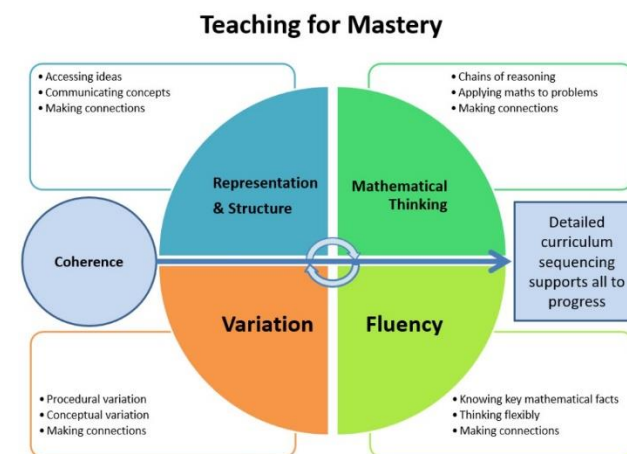 Teaching for Mastery
• Accessing ideas
• Communicating concepts
• Making connections
• Chains of reasoning
• Applying maths to problems
• Making connections
Representation
& Structure
Mathematical
Thinking
Coherence
Detailed
curriculum
sequencing
supports all to
progress
Variation
Fluency
• Procedural variation
• Conceptual variation
• Making connections
• Knowing key mathematical facts
• Thinking flexibly
• Making connections